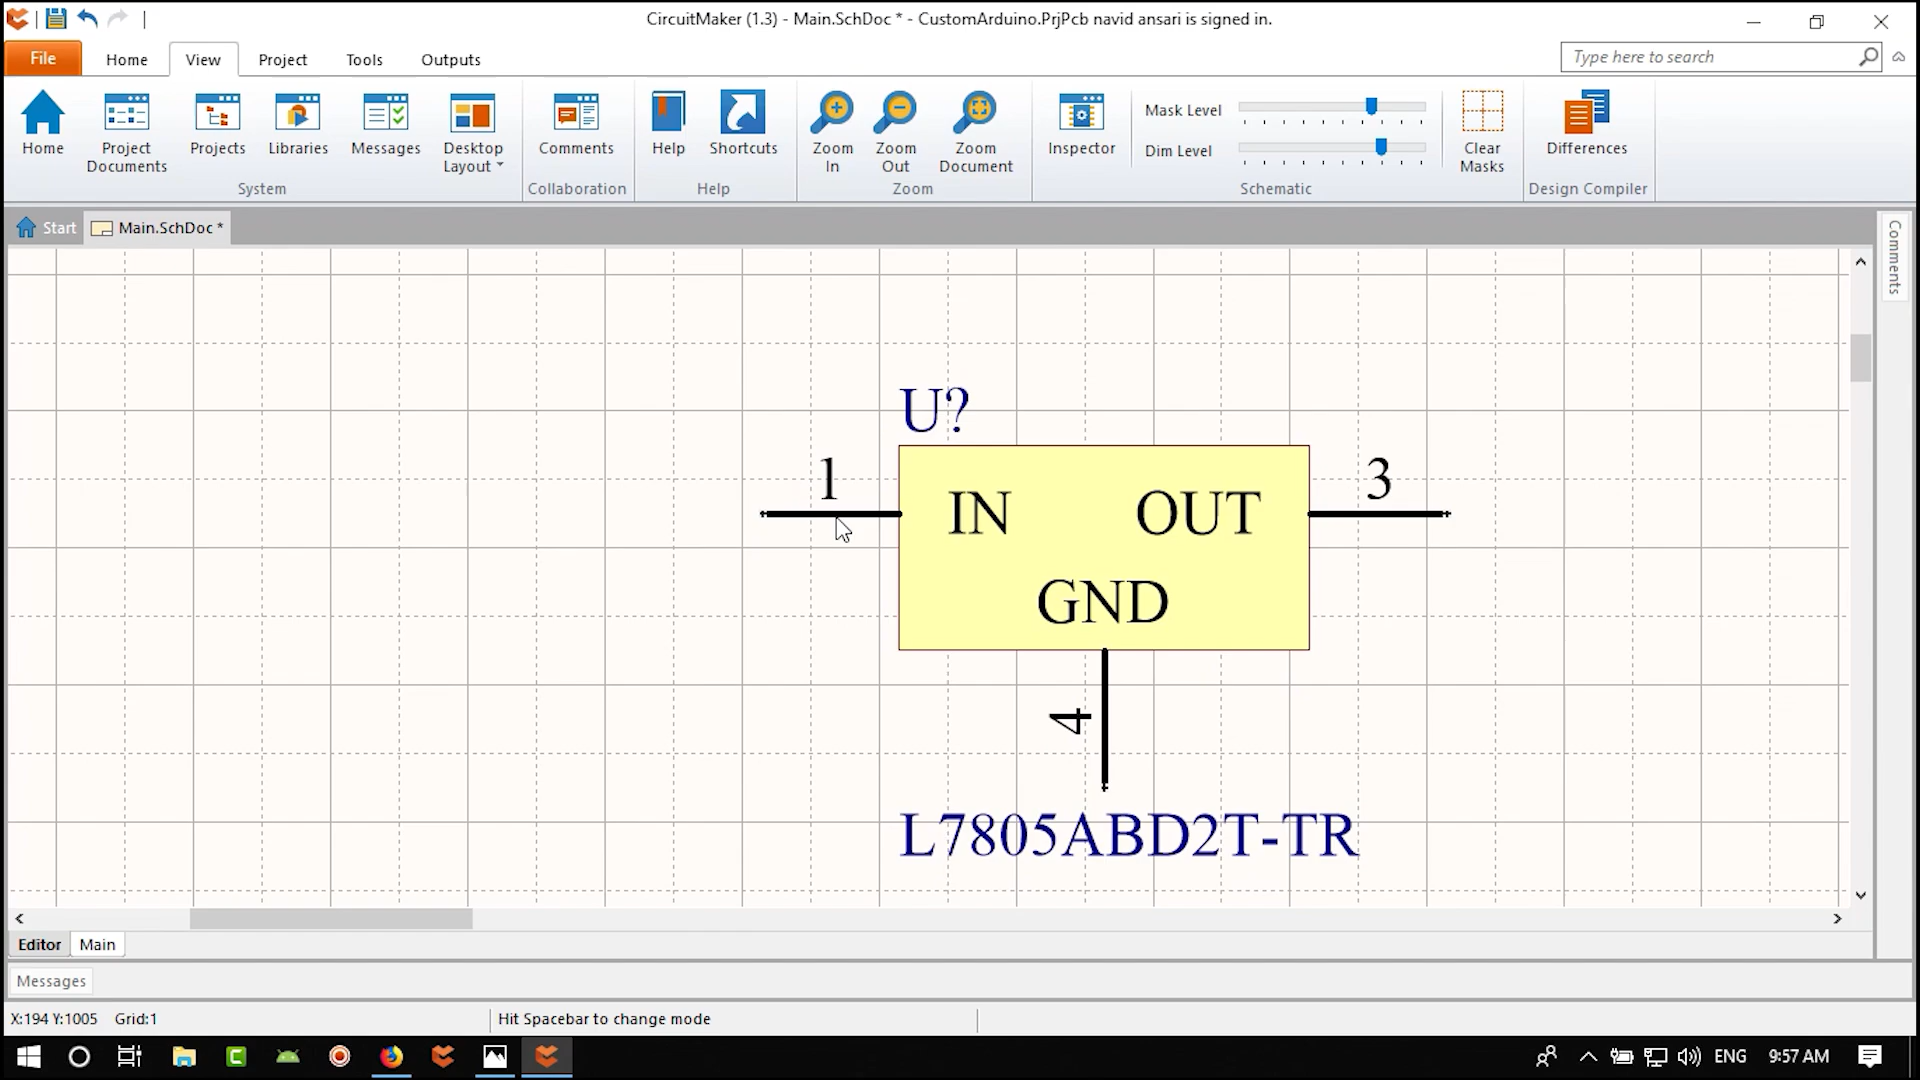 CircuitMaker (1.3) - Main.SchDoc * - CustomArduino.PrjPcb navid ansari is signed in.
File Home View Project Tools Outputs Type here to search
Home Project Documents Projects Libraries Messages Desktop Layout Comments Help Shortcuts Zoom In Zoom Out Zoom Document Inspector Mask Level Dim Level Clear Masks Differences
System Collaboration Help Zoom Schematic Design Compiler
Start Main.SchDoc *
Comments
U?
1 3
IN OUT
GND
4
L7805ABD2T-TR
Editor Main
Messages
X:194 Y:1005 Grid:1 Hit Spacebar to change mode
ENG 9:57 AM